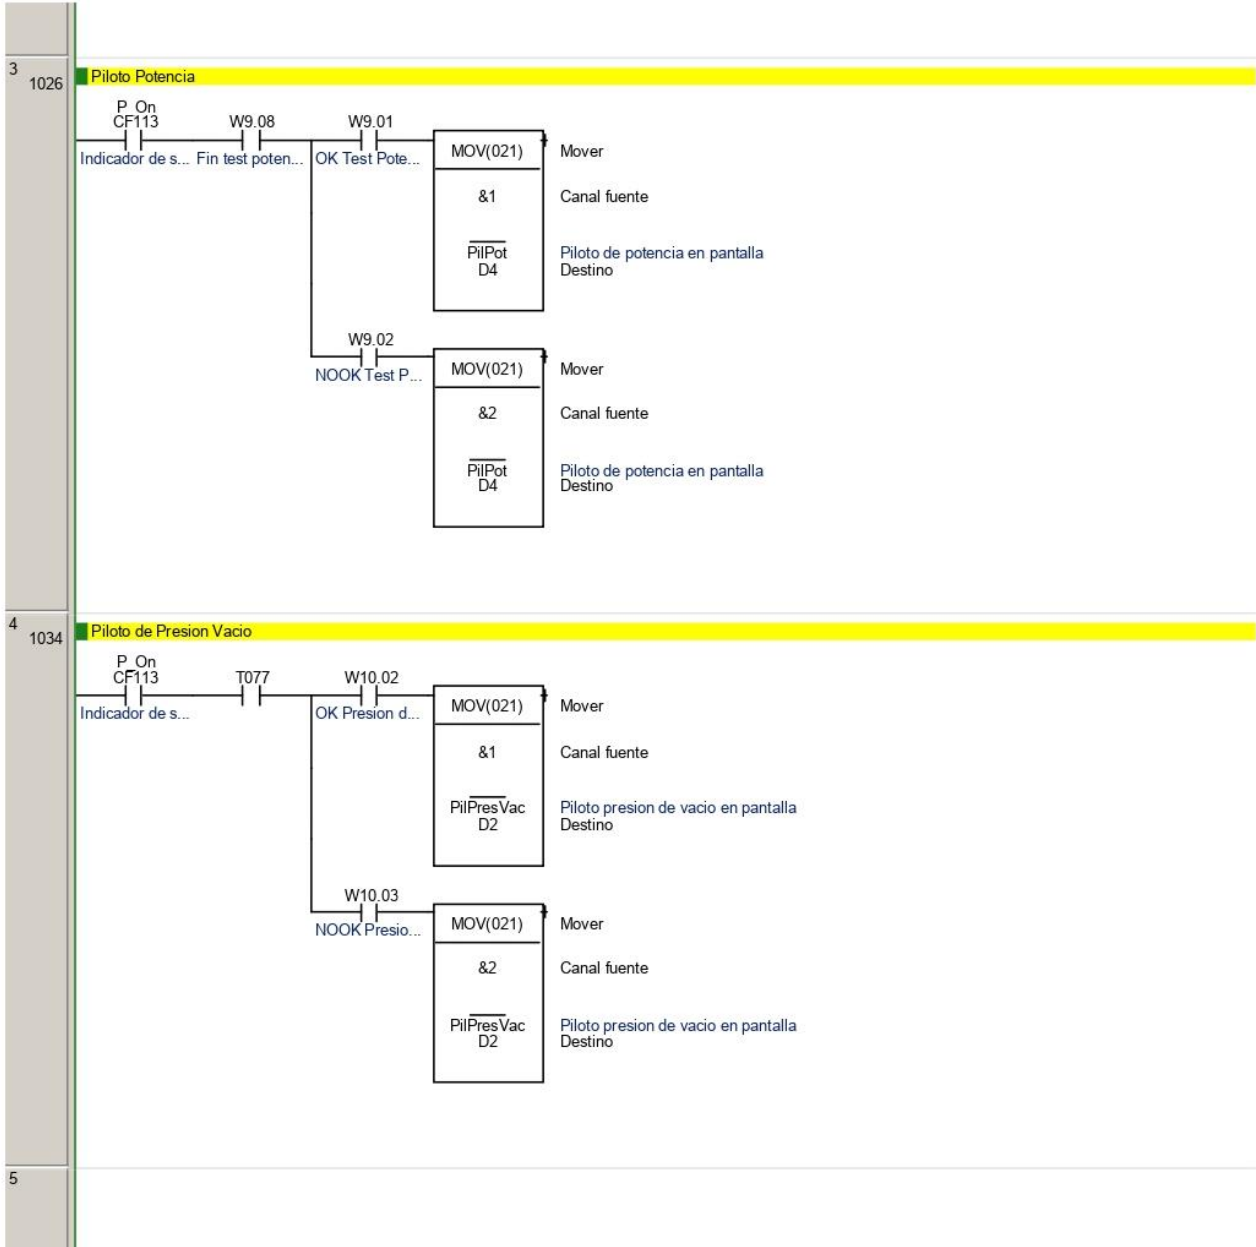 3
1026
Piloto Potencia
P_On
CF113 W9.08 W9.01
Indicador de s... Fin test poten... OK Test Pote...
MOV(021) Mover
&1 Canal fuente
PilPot Piloto de potencia en pantalla
D4 Destino
W9.02
NOOK Test P...
MOV(021) Mover
&2 Canal fuente
PilPot Piloto de potencia en pantalla
D4 Destino
4
1034
Piloto de Presion Vacio
P_On
CF113 T077 W10.02
Indicador de s... OK Presion d...
MOV(021) Mover
&1 Canal fuente
PilPresVac Piloto presion de vacio en pantalla
D2 Destino
W10.03
NOOK Presio...
MOV(021) Mover
&2 Canal fuente
PilPresVac Piloto presion de vacio en pantalla
D2 Destino
5